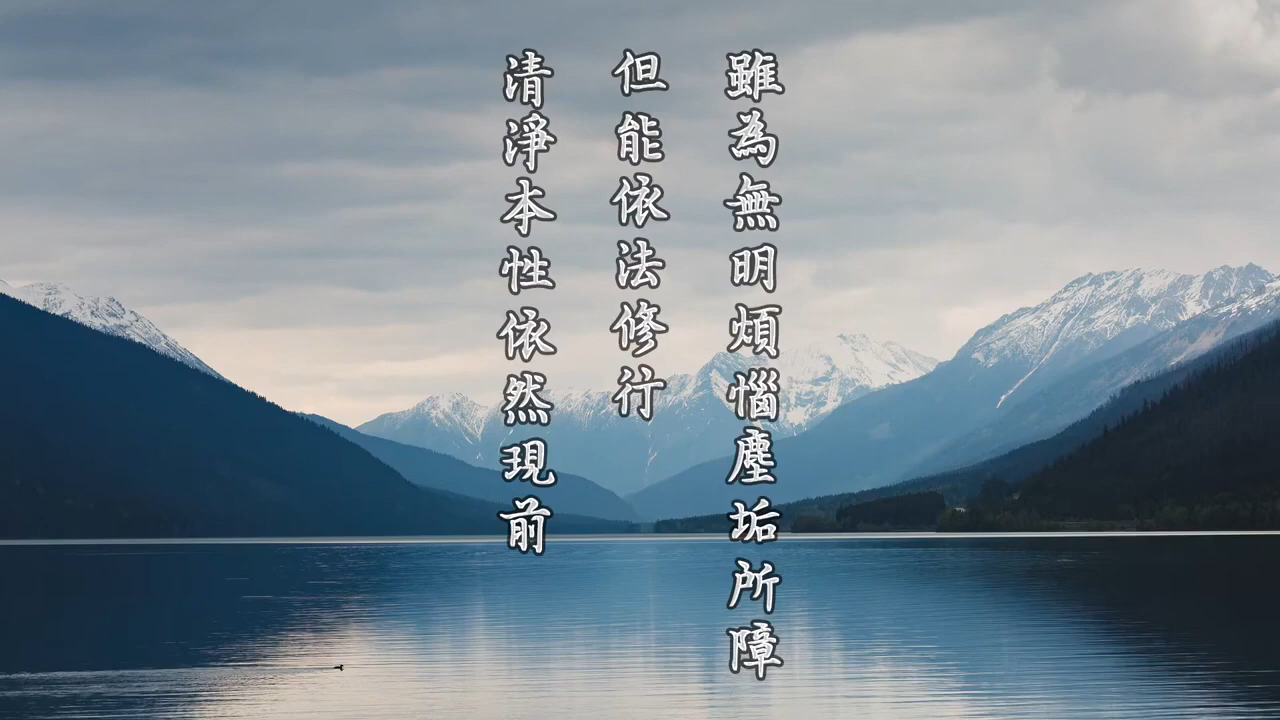 雖為無明煩惱塵垢所障
但能依法修行
清淨本性依然現前